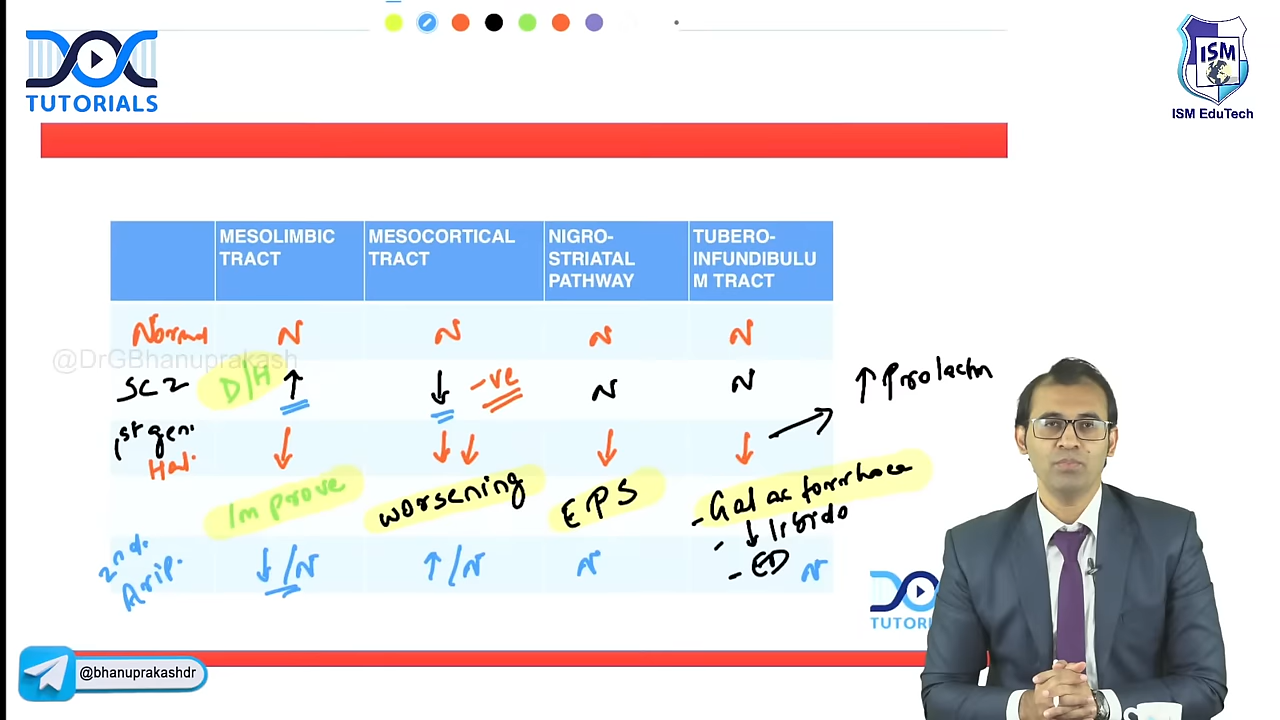 DOC
TUTORIALS
ISM
ISM EduTech
MESOLIMBIC TRACT
MESOCORTICAL TRACT
NIGRO-
STRIATAL
PATHWAY
TUBERO-
INFUNDIBULU
M TRACT
Normal N N N N
@DrGBhanuprakash
SCZ D/H ↑ ↓ -ve N N
↑ Prolactin
1st gen. Hal. ↓ ↓↓ ↓ ↓
Improve worsening EPS - Galactorrhoea
- ↓ libido
- ED
2nd. Arip. ↓/N ↑/N N N
TUTORI
@bhanuprakashdr